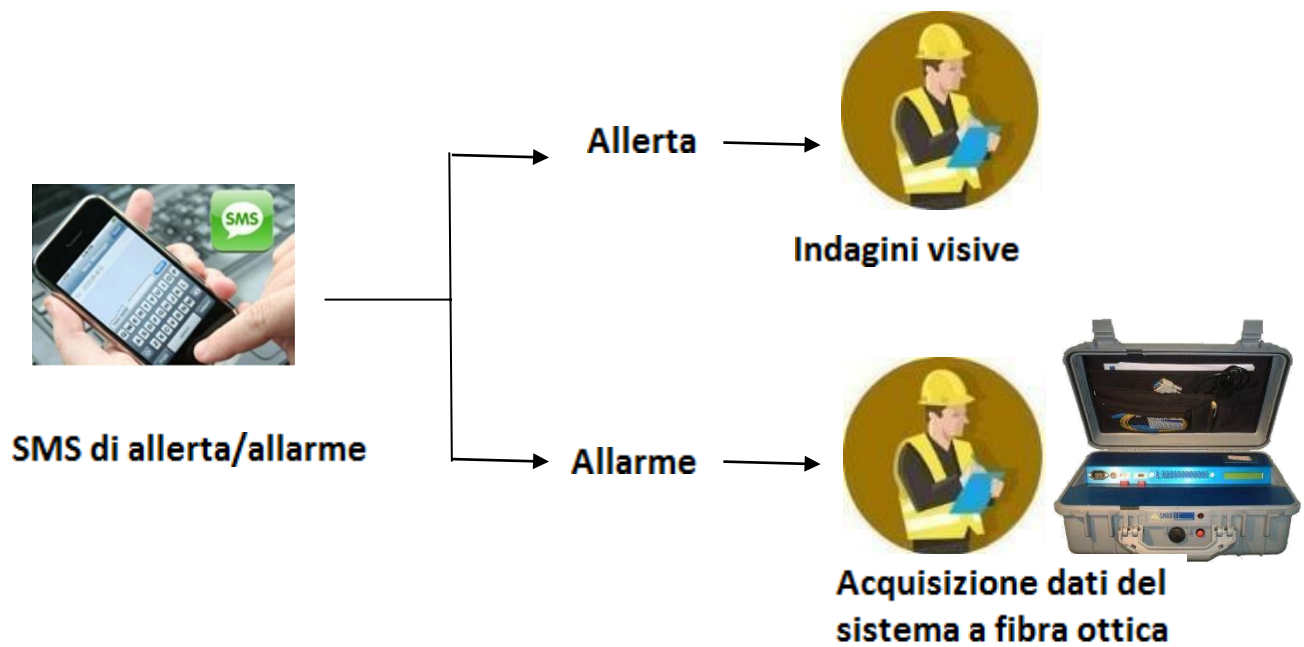 SMS
SMS di allerta/allarme
Allerta
Indagini visive
Allarme
Acquisizione dati del
sistema a fibra ottica